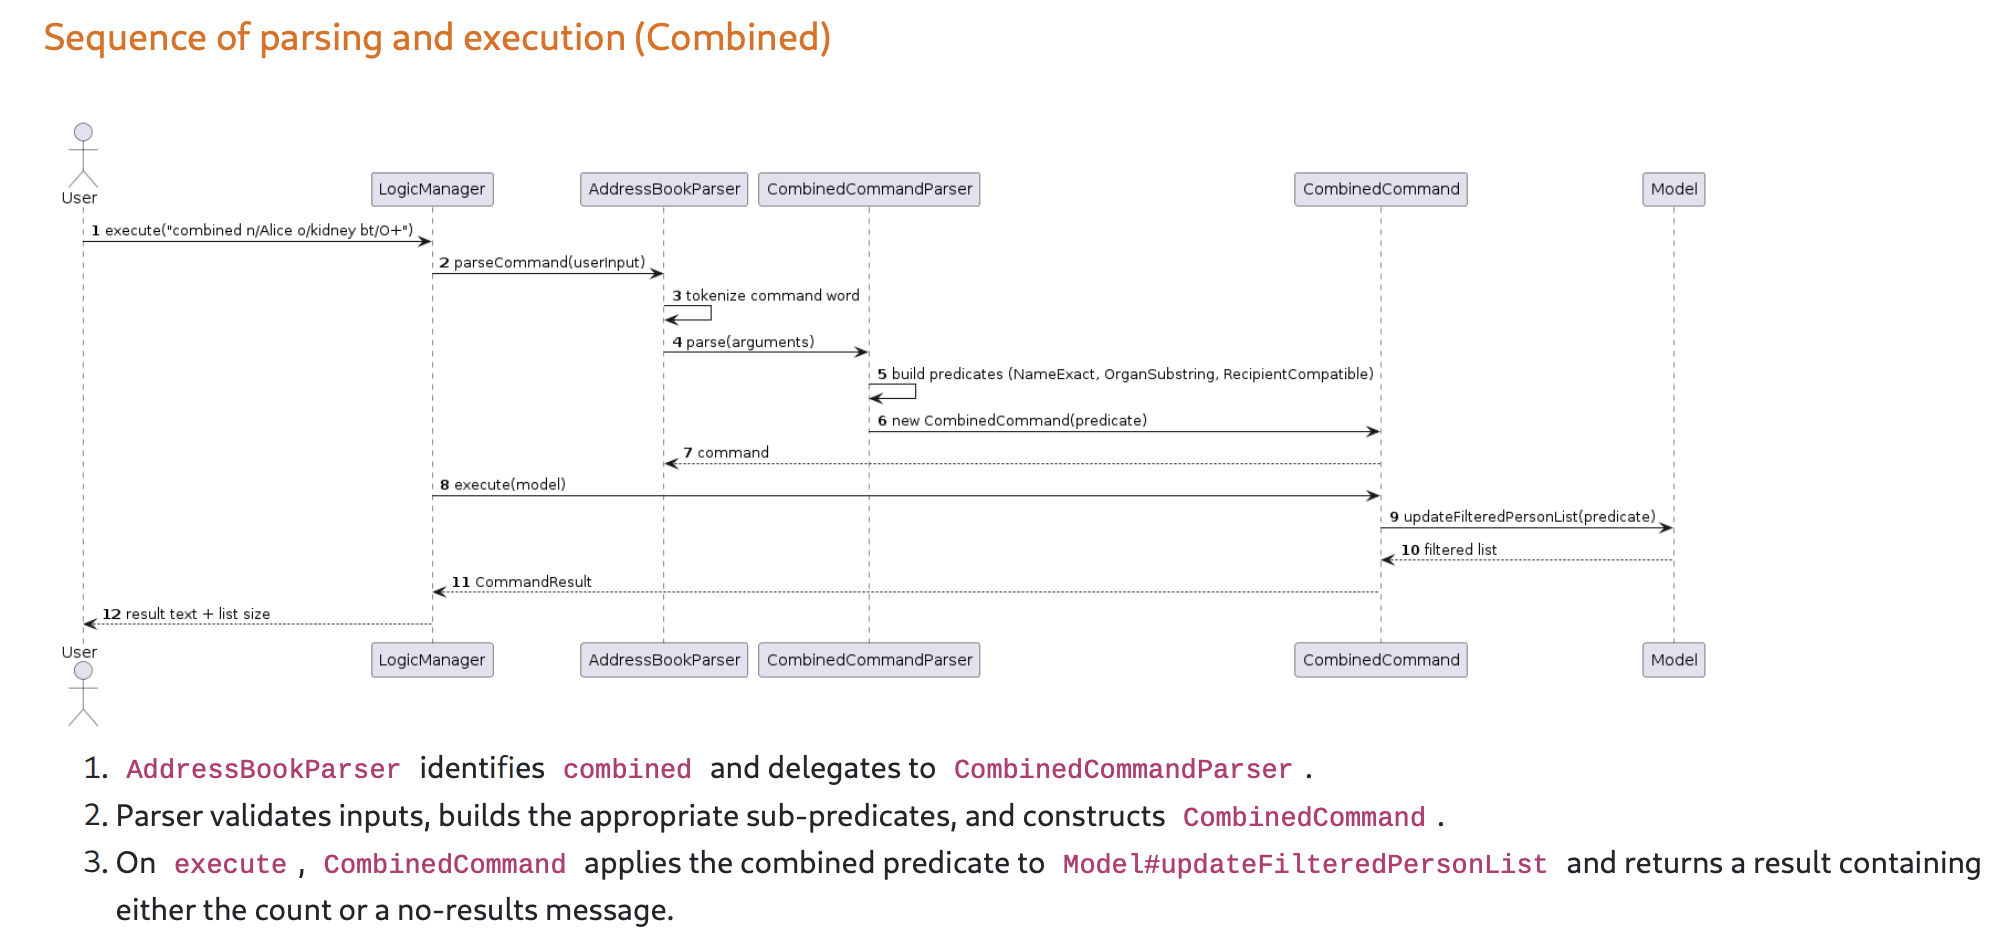 Sequence of parsing and execution (Combined)
User
LogicManager
AddressBookParser
CombinedCommandParser
CombinedCommand
Model
1 execute("combined n/Alice o/kidney bt/O+")
2 parseCommand(userInput)
3 tokenize command word
4 parse(arguments)
5 build predicates (NameExact, OrganSubstring, RecipientCompatible)
6 new CombinedCommand(predicate)
7 command
8 execute(model)
9 updateFilteredPersonList(predicate)
10 filtered list
11 CommandResult
12 result text + list size
User
LogicManager
AddressBookParser
CombinedCommandParser
CombinedCommand
Model
1. AddressBookParser identifies combined and delegates to CombinedCommandParser .
2. Parser validates inputs, builds the appropriate sub-predicates, and constructs CombinedCommand .
3. On execute , CombinedCommand applies the combined predicate to Model#updateFilteredPersonList and returns a result containing
either the count or a no-results message.